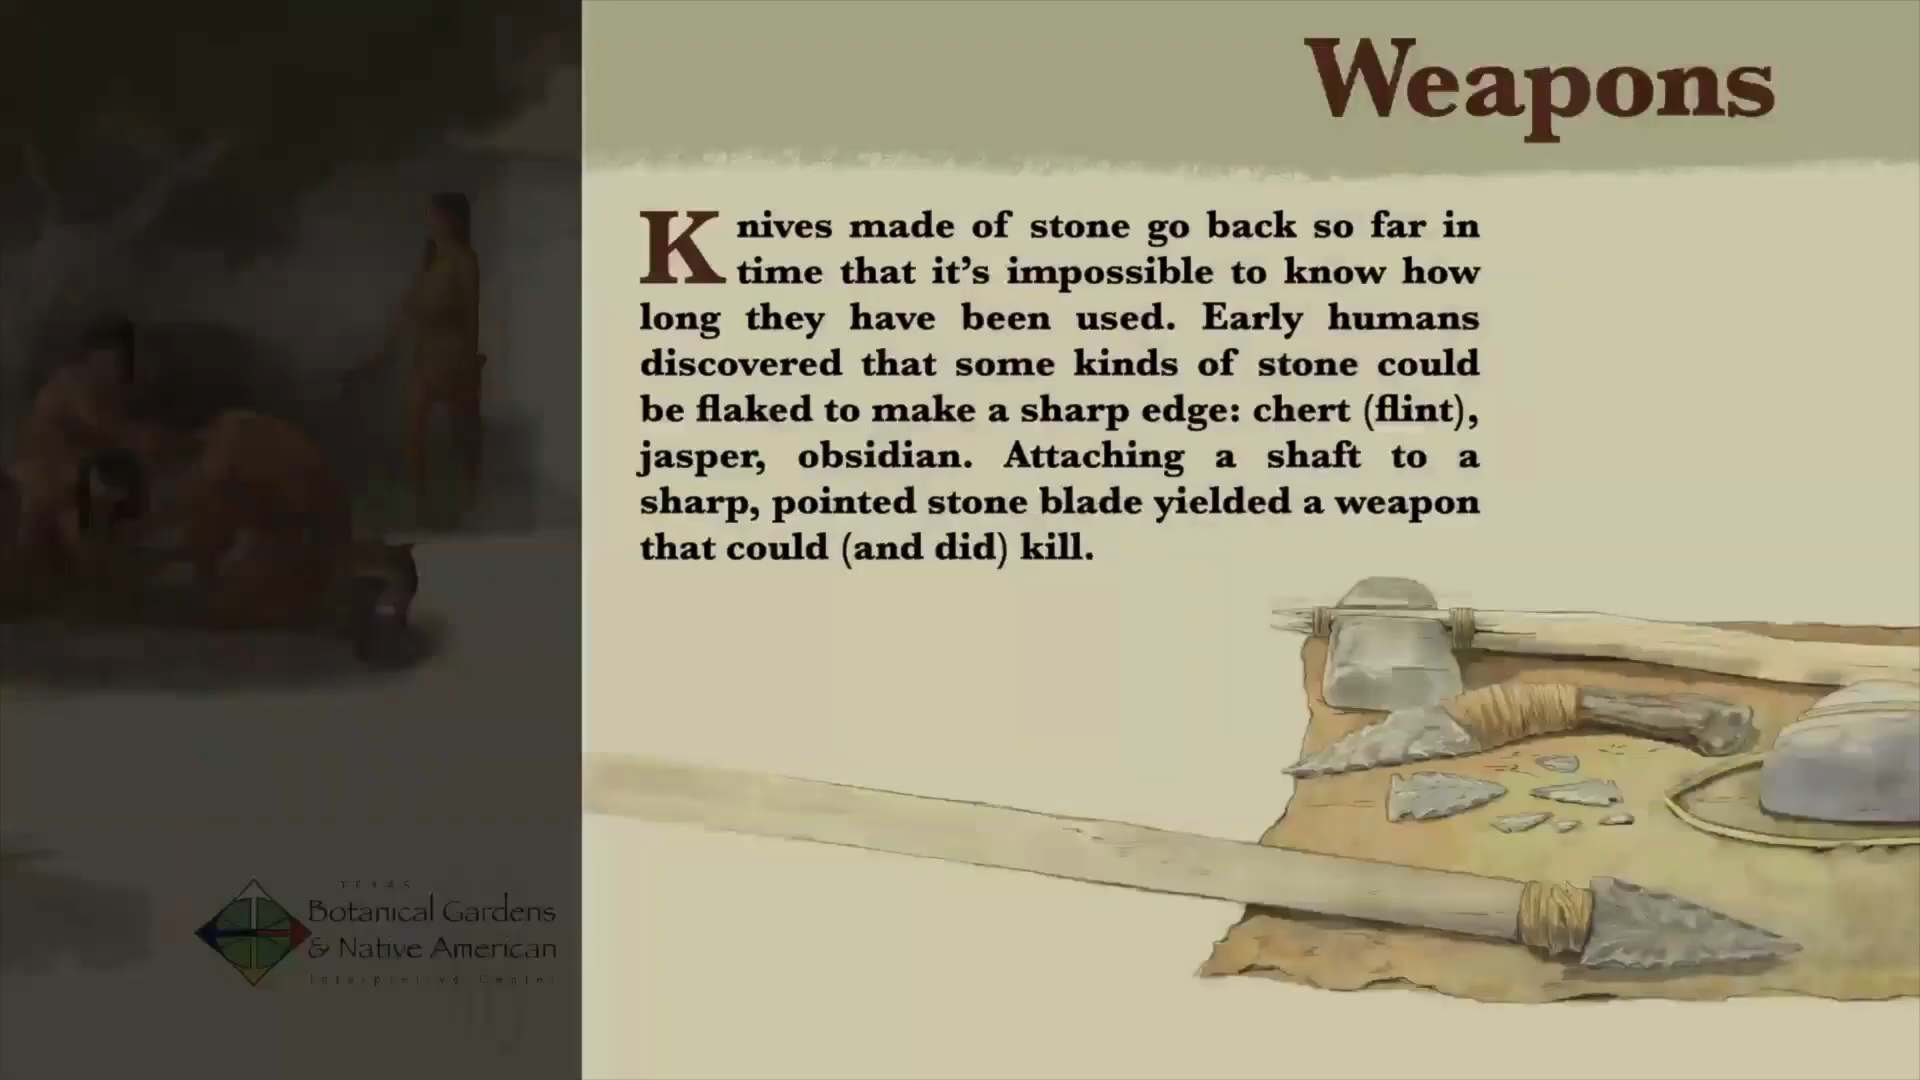 Weapons
Knives made of stone go back so far in
time that it's impossible to know how
long they have been used. Early humans
discovered that some kinds of stone could
be flaked to make a sharp edge: chert (flint),
jasper, obsidian. Attaching a shaft to a
sharp, pointed stone blade yielded a weapon
that could (and did) kill.
TEXAS
Botanical Gardens
& Native American
Interpretive Center